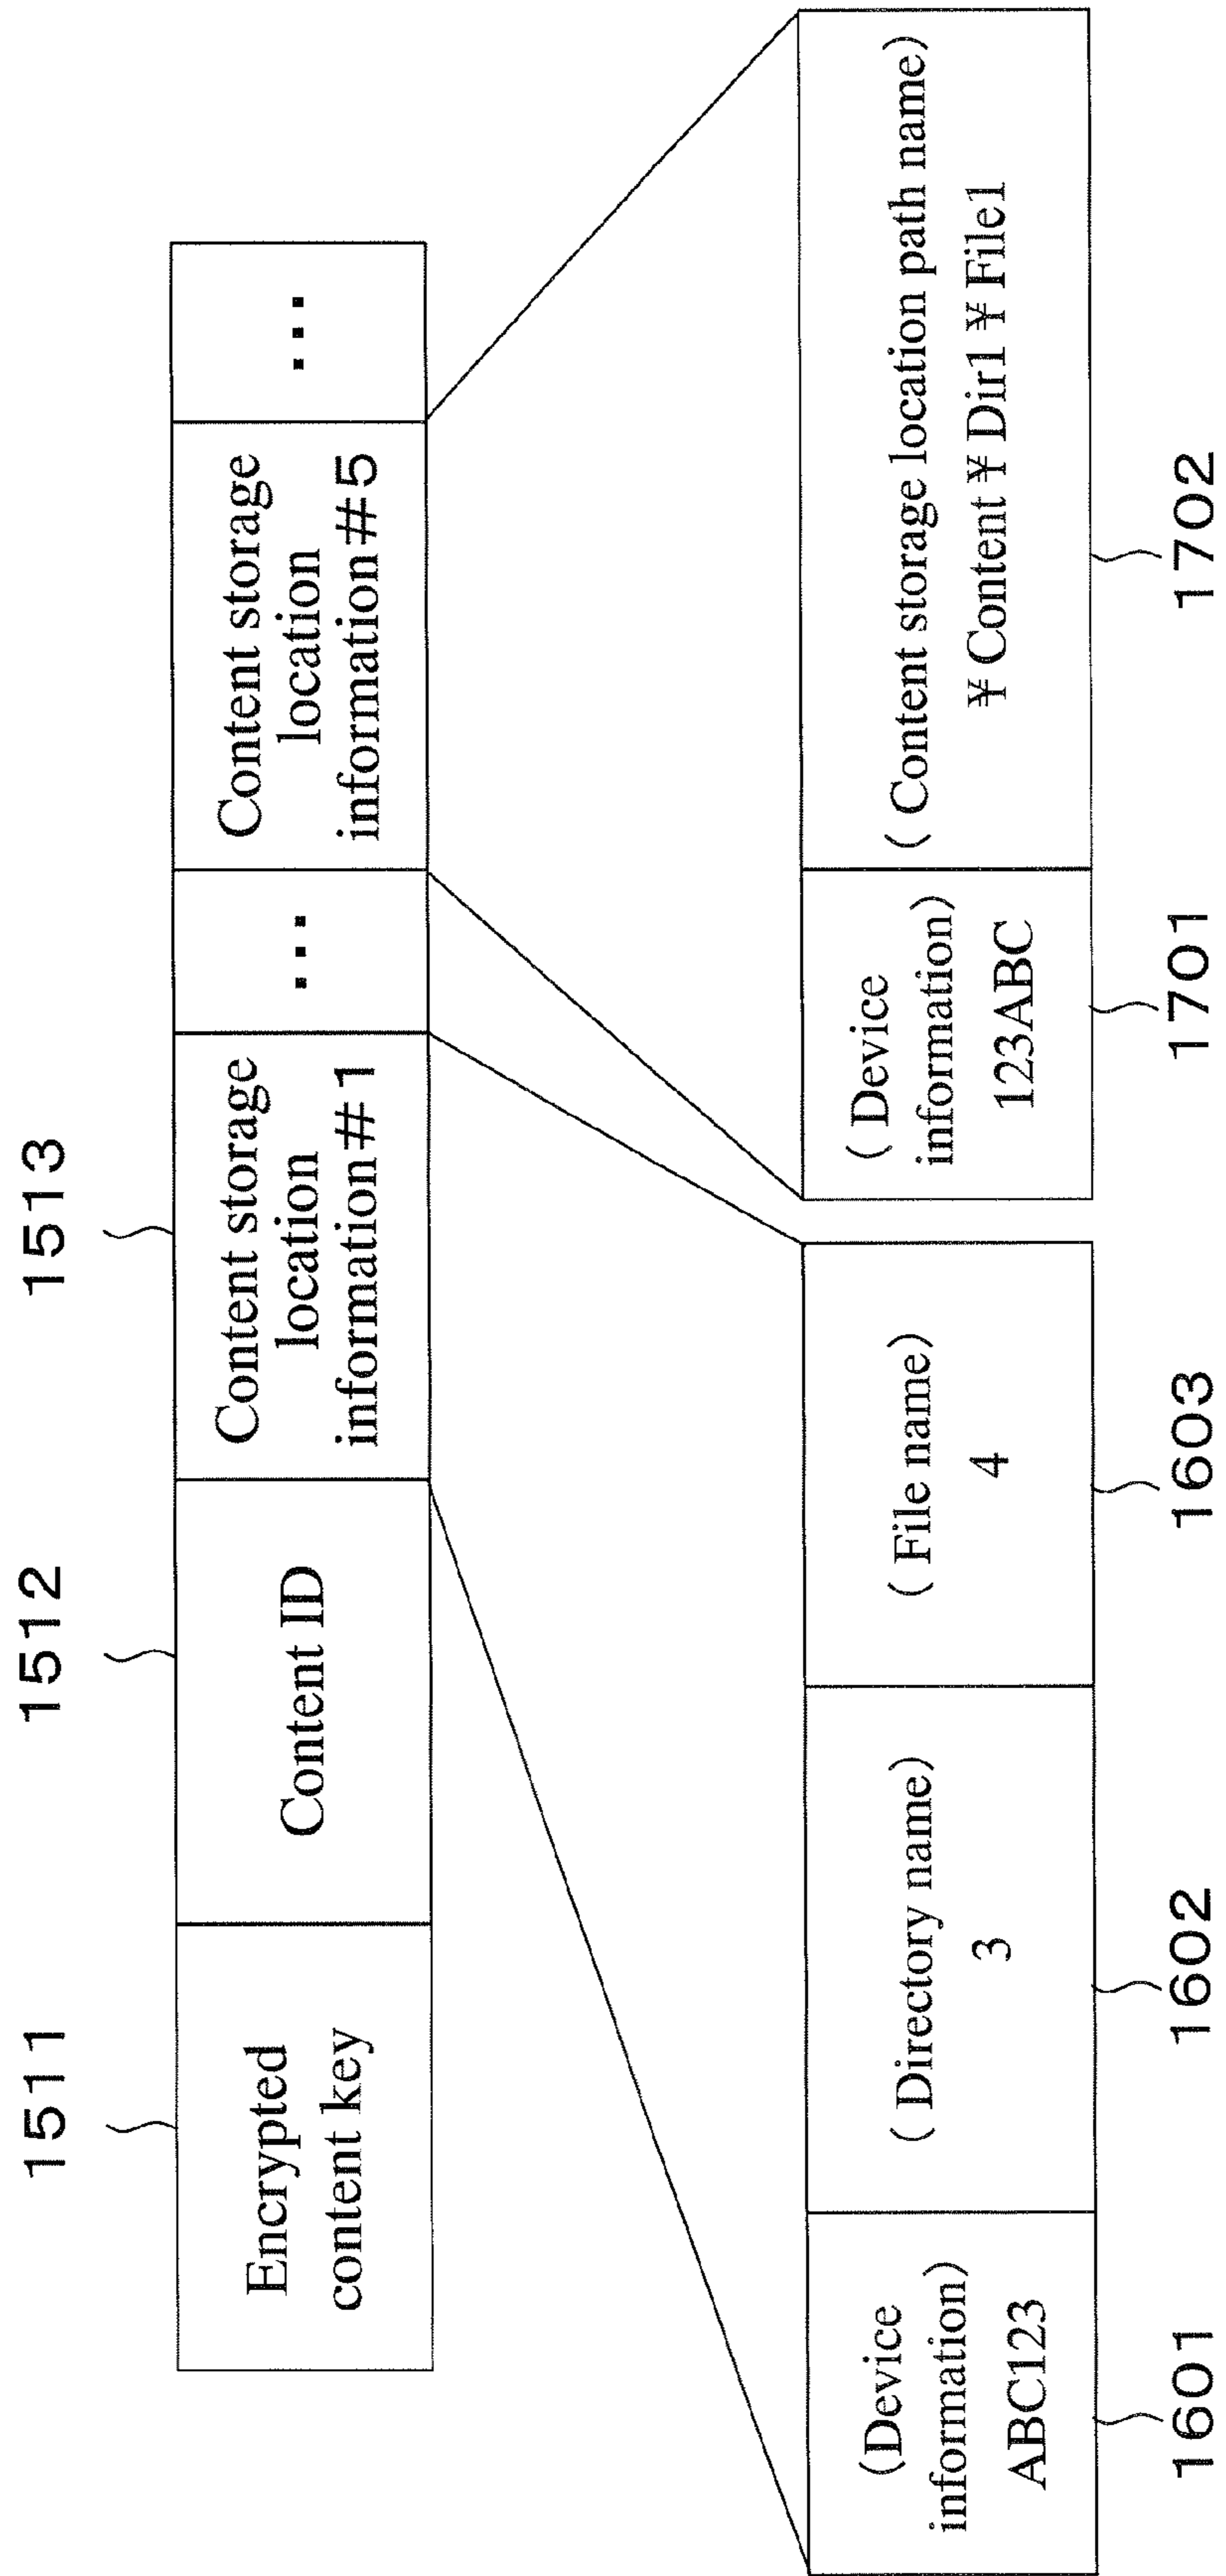 1511
1512
1513
Encrypted
content key
Content ID
Content storage
location
information#1
...
Content storage
location
information#5
...
(Device
information)
ABC123
(Directory name)
3
(File name)
4
(Device
information)
123ABC
(Content storage location path name)
¥ Content ¥ Dir1 ¥ File1
1601
1602
1603
1701
1702